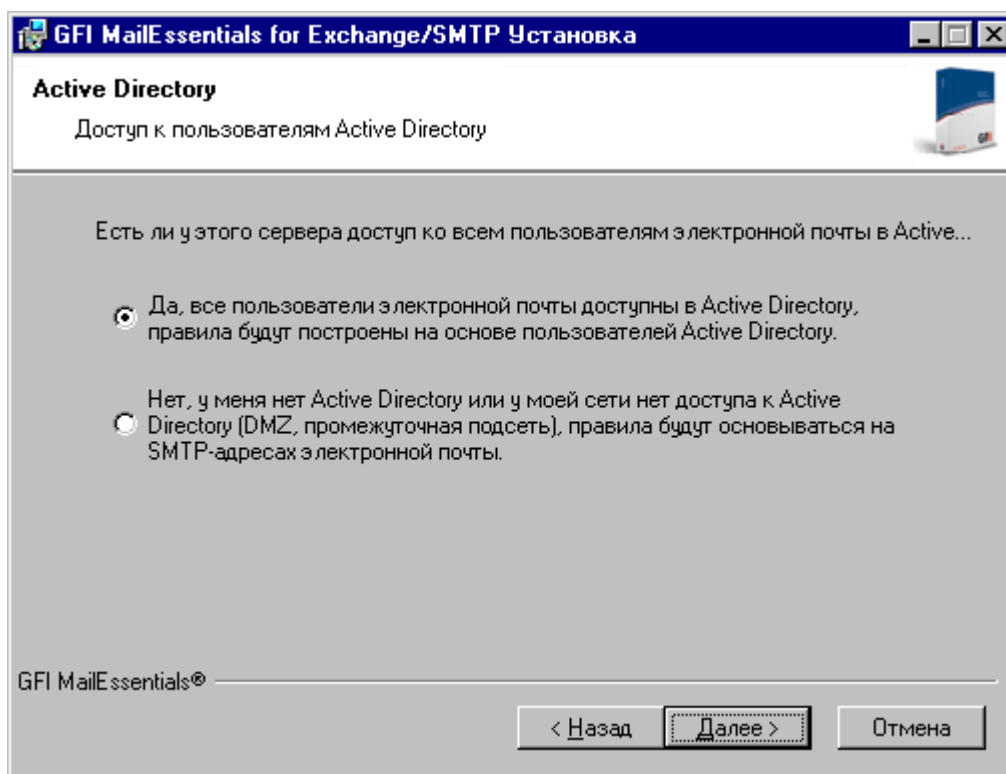 GFI MailEssentials for Exchange/SMTP Установка
Active Directory
Доступ к пользователям Active Directory
GFI
Есть ли у этого сервера доступ ко всем пользователям электронной почты в Active...
Да, все пользователи электронной почты доступны в Active Directory,
правила будут построены на основе пользователей Active Directory.
Нет, у меня нет Active Directory или у моей сети нет доступа к Active
Directory (DMZ, промежуточная подсеть), правила будут основываться на
SMTP-адресах электронной почты.
GFI MailEssentials®
< Назад
Далее >
Отмена